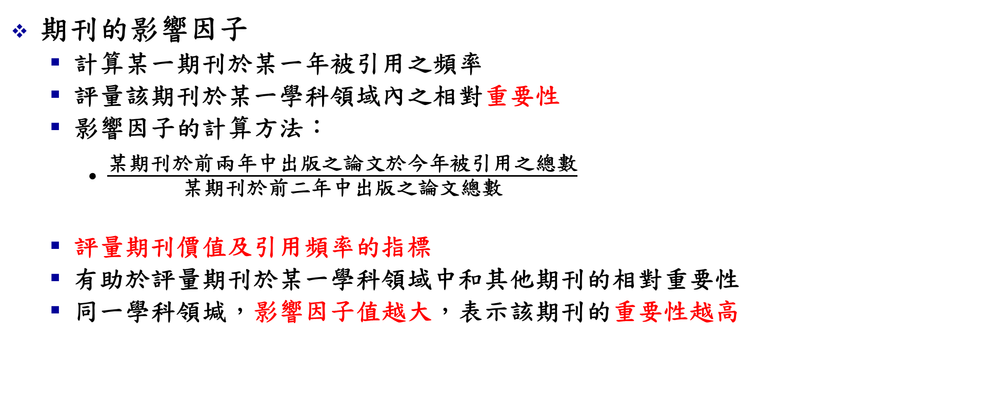 ❖ 期刊的影響因子
▪ 計算某一期刊於某一年被引用之頻率
▪ 評量該期刊於某一學科領域內之相對重要性
▪ 影響因子的計算方法：
• 某期刊於前兩年中出版之論文於今年被引用之總數
某期刊於前二年中出版之論文總數
▪ 評量期刊價值及引用頻率的指標
▪ 有助於評量期刊於某一學科領域中和其他期刊的相對重要性
▪ 同一學科領堿，影響因子值越大，表示該期刊的重要性越高